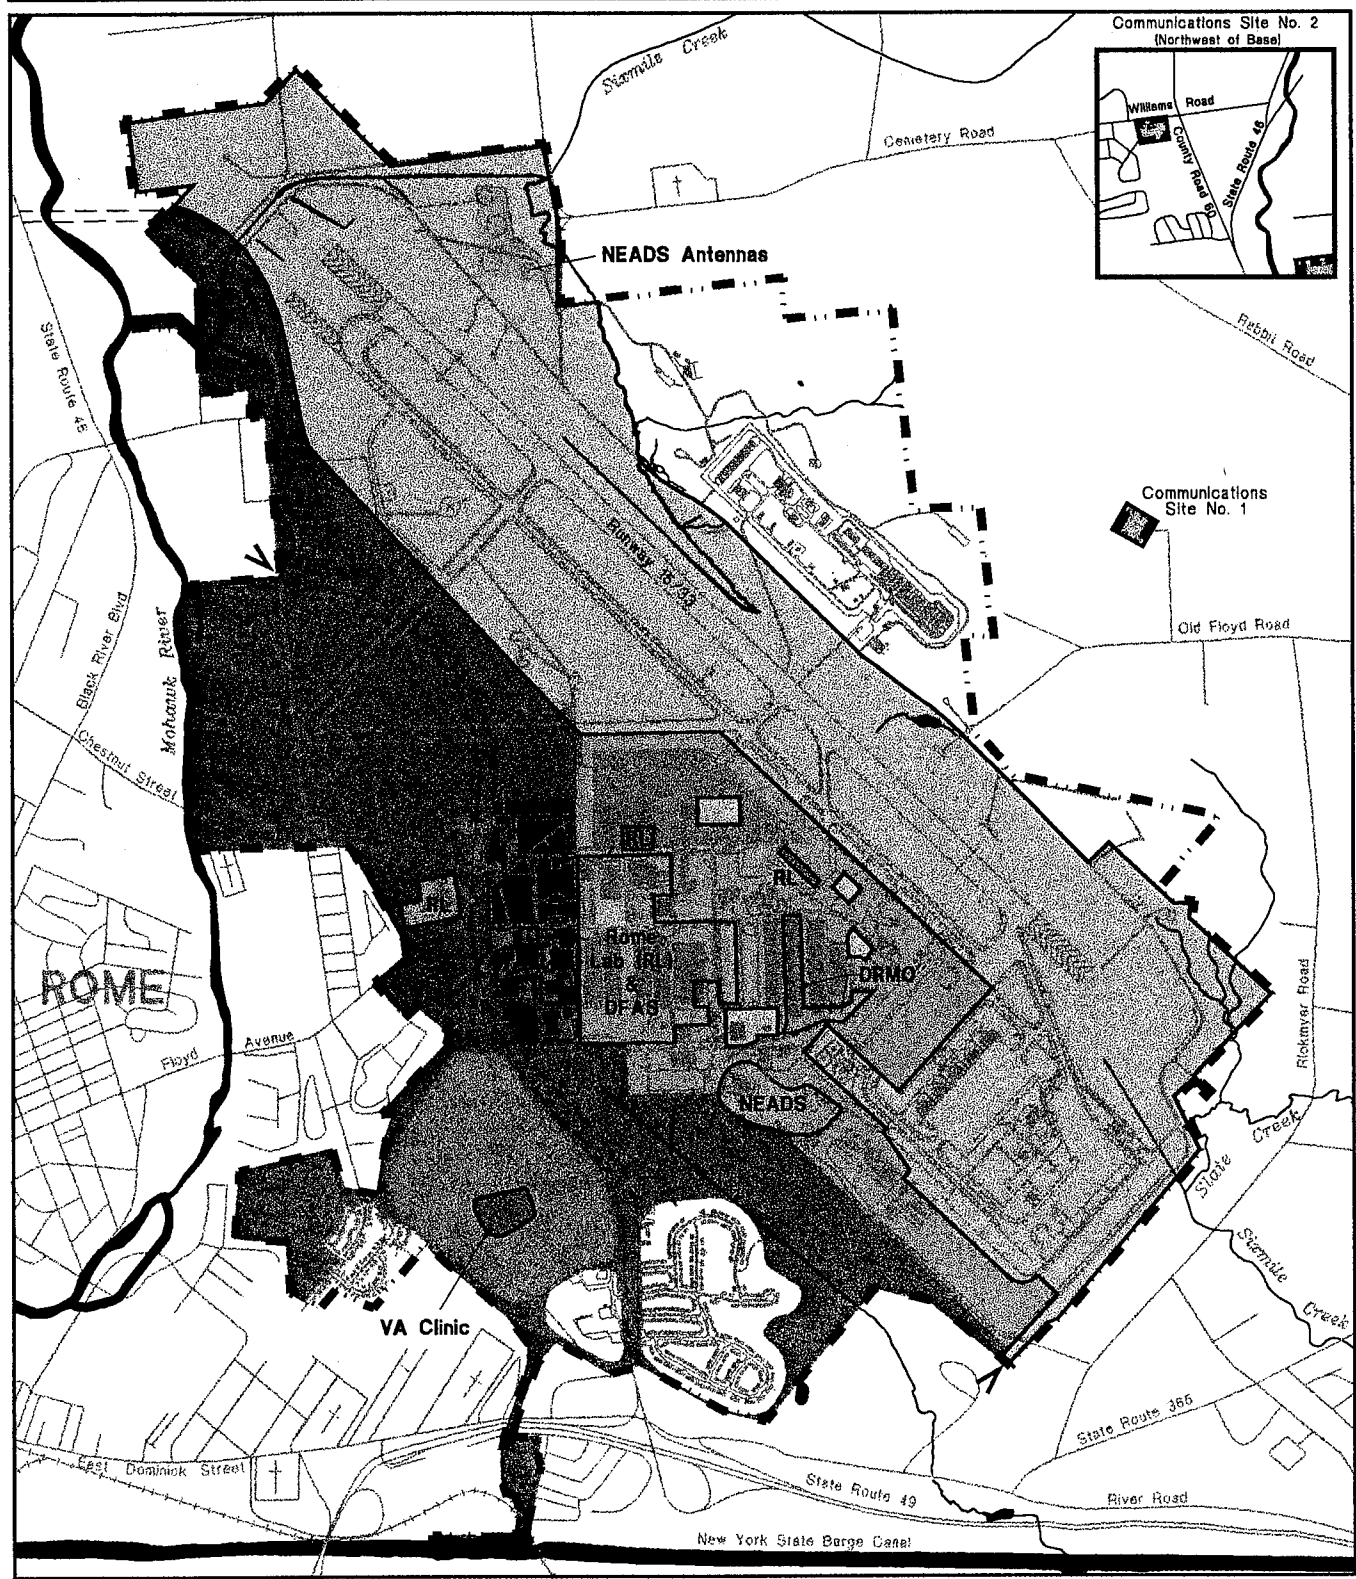 Communications Site No. 2
(Northwest of Base)
Sixmile Creek
Williams Road
County Road 60
State Route 46
Cemetery Road
NEADS Antennas
Rabbit Road
State Route 46
Communications
Site No. 1
Runway 15/33
Old Floyd Road
Mohawk River
Black River Blvd
Chestnut Street
RL
RL
RL
Rome
Lab (RL)
&
DFAS
DRMO
ROME
Floyd Avenue
Rickmyer Road
NEADS
Slate Creek
Sixmile Creek
VA Clinic
State Route 365
East Dominick Street
State Route 49
River Road
New York State Barge Canal